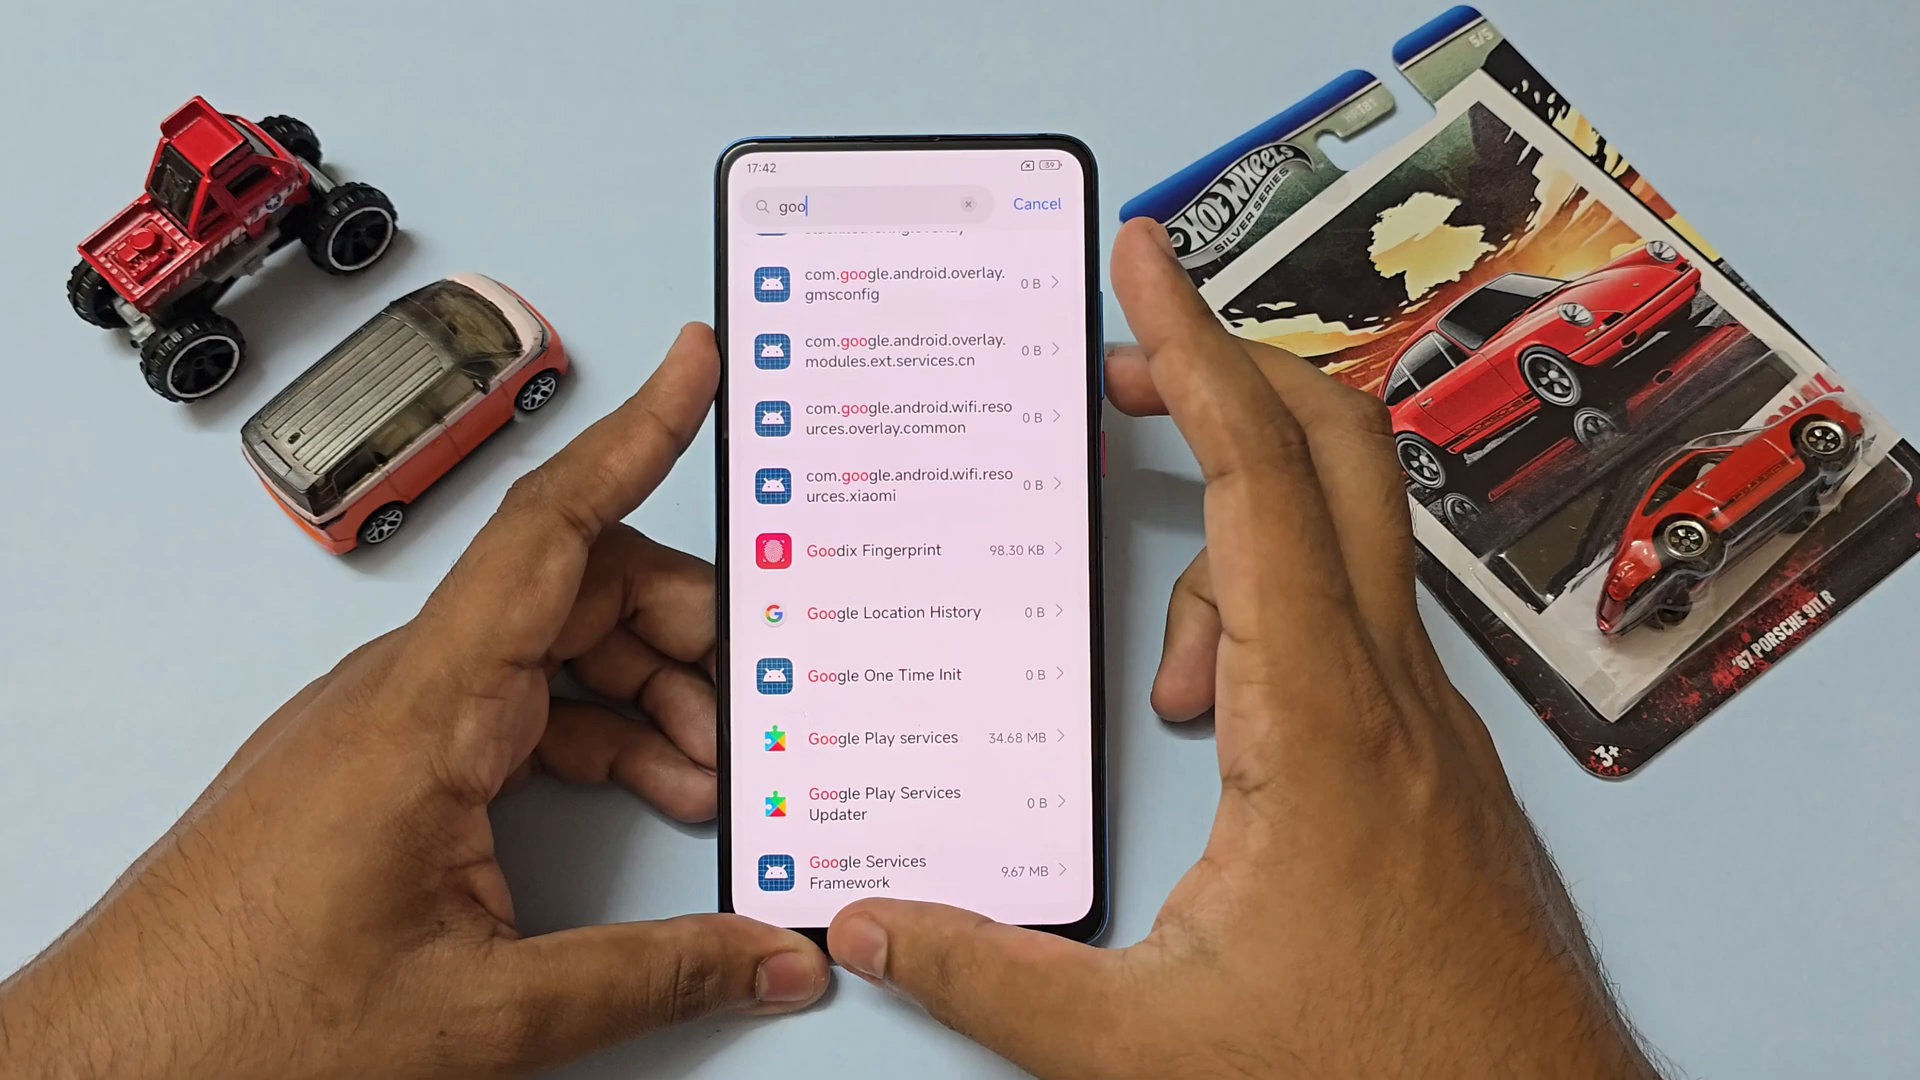 17:42
39
goo
Cancel
com.google.android.overlay.
gmsconfig
0 B
com.google.android.overlay.
modules.ext.services.cn
0 B
com.google.android.wifi.reso
urces.overlay.common
0 B
com.google.android.wifi.reso
urces.xiaomi
0 B
Goodix Fingerprint
98.30 KB
Google Location History
0 B
Google One Time Init
0 B
Google Play services
34.68 MB
Google Play Services
Updater
0 B
Google Services
Framework
9.67 MB
5/5
HOT WHEELS
SILVER SERIES
'67 PORSCHE 911 R
3+